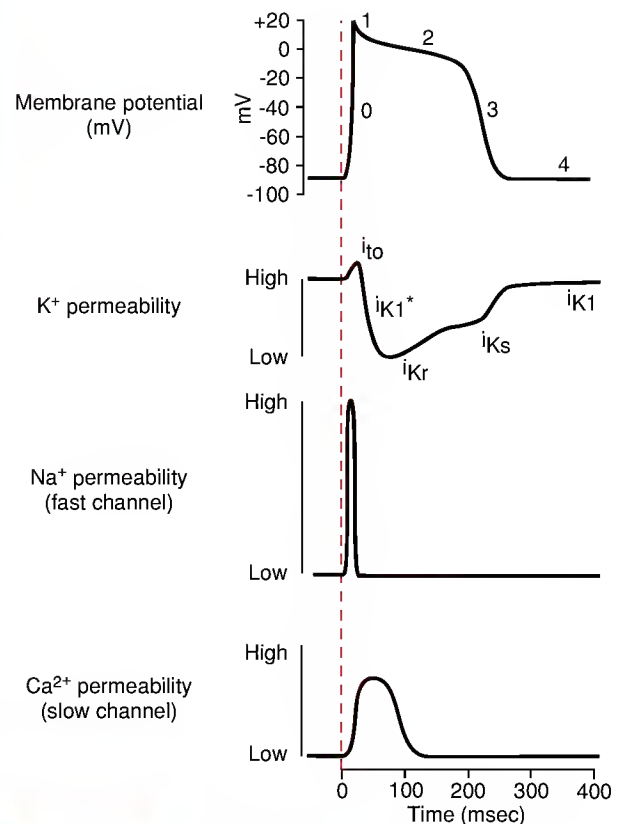 +20
0
-20
-40
-60
-80
-100
mV
1
2
0
3
4
Membrane potential
(mV)
High
Low
K+ permeability
ito
iK1*
iKr
iKs
iK1
High
Low
Na+ permeability
(fast channel)
High
Low
Ca2+ permeability
(slow channel)
0 100 200 300 400
Time (msec)